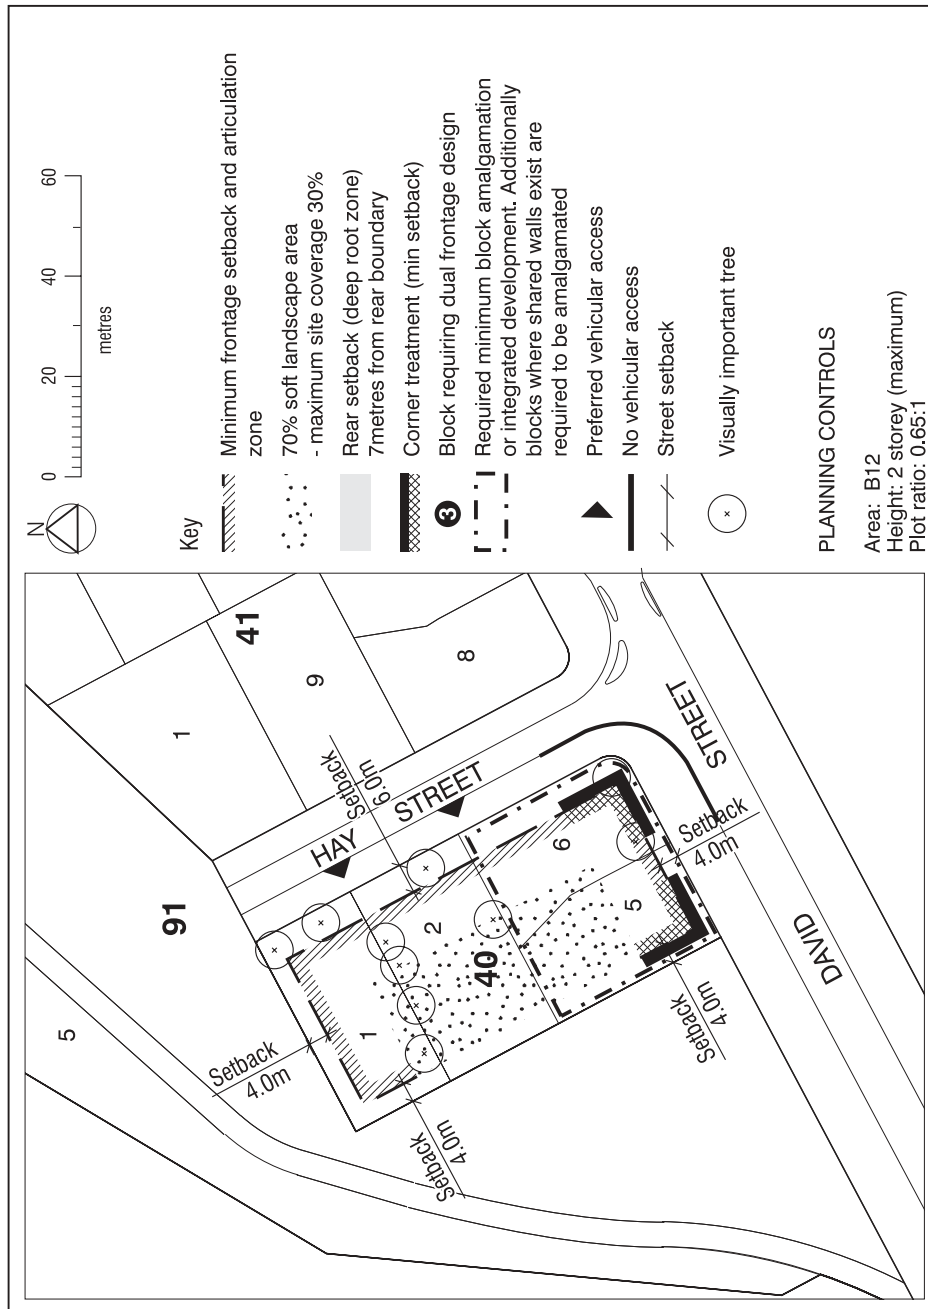 5
91
1
41
9
8
HAY STREET
Setback
6.0m
Setback
4.0m
Setback
4.0m
1
2
40
6
5
Setback
4.0m
Setback
4.0m
DAVID STREET
N
0 20 40 60
metres
Key
Minimum frontage setback and articulation
zone
70% soft landscape area
- maximum site coverage 30%
Rear setback (deep root zone)
7metres from rear boundary
Corner treatment (min setback)
3
Block requiring dual frontage design
Required minimum block amalgamation
or integrated development. Additionally
blocks where shared walls exist are
required to be amalgamated
Preferred vehicular access
No vehicular access
Street setback
Visually important tree
PLANNING CONTROLS
Area: B12
Height: 2 storey (maximum)
Plot ratio: 0.65:1